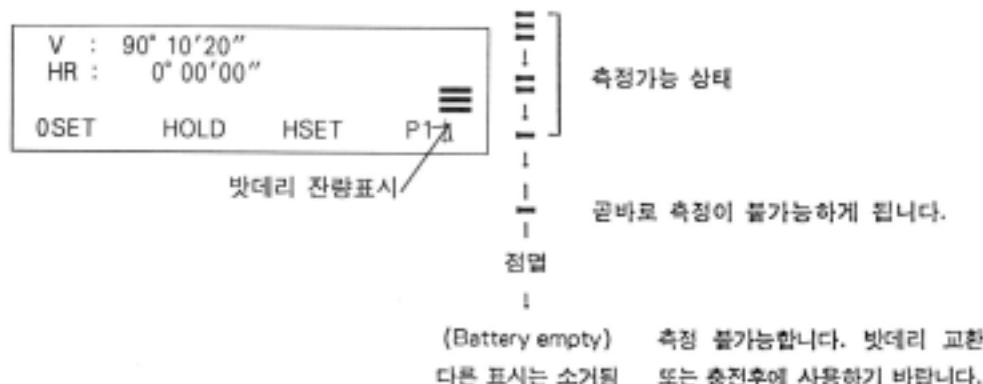 V : 90° 10′20″
HR : 0° 00′00″
측정가능 상태
0SET HOLD HSET P1↓
밧데리 잔량표시
곧바로 측정이 불가능하게 됩니다.
점멸
(Battery empty) 측정 불가능합니다. 밧데리 교환
다른 표시는 소거됨 또는 충전후에 사용하기 바랍니다.